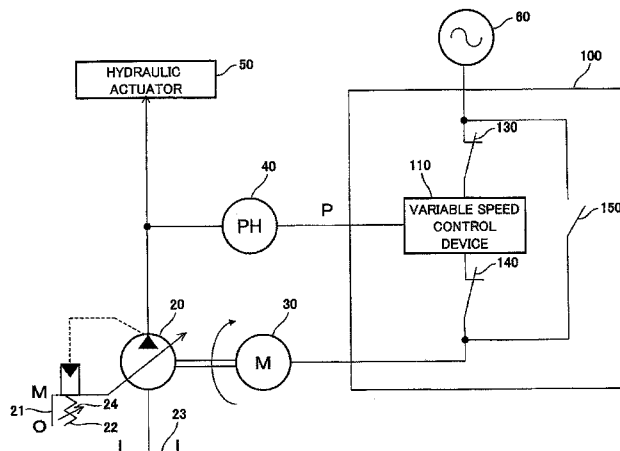 60
HYDRAULIC
ACTUATOR
50
100
130
40
110
PH
P
VARIABLE SPEED
CONTROL
DEVICE
150
140
20
30
M
M
21
24
O
22
23